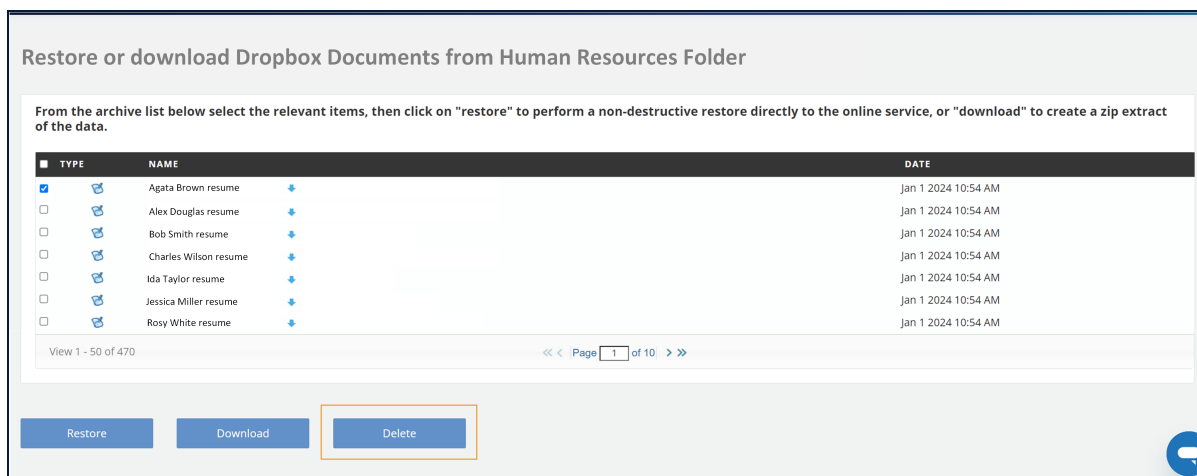 Restore or download Dropbox Documents from Human Resources Folder
From the archive list below select the relevant items, then click on "restore" to perform a non-destructive restore directly to the online service, or "download" to create a zip extract
of the data.
TYPE NAME DATE
Agata Brown resume Jan 1 2024 10:54 AM
Alex Douglas resume Jan 1 2024 10:54 AM
Bob Smith resume Jan 1 2024 10:54 AM
Charles Wilson resume Jan 1 2024 10:54 AM
Ida Taylor resume Jan 1 2024 10:54 AM
Jessica Miller resume Jan 1 2024 10:54 AM
Rosy White resume Jan 1 2024 10:54 AM
View 1 - 50 of 470 Page 1 of 10
Restore Download Delete